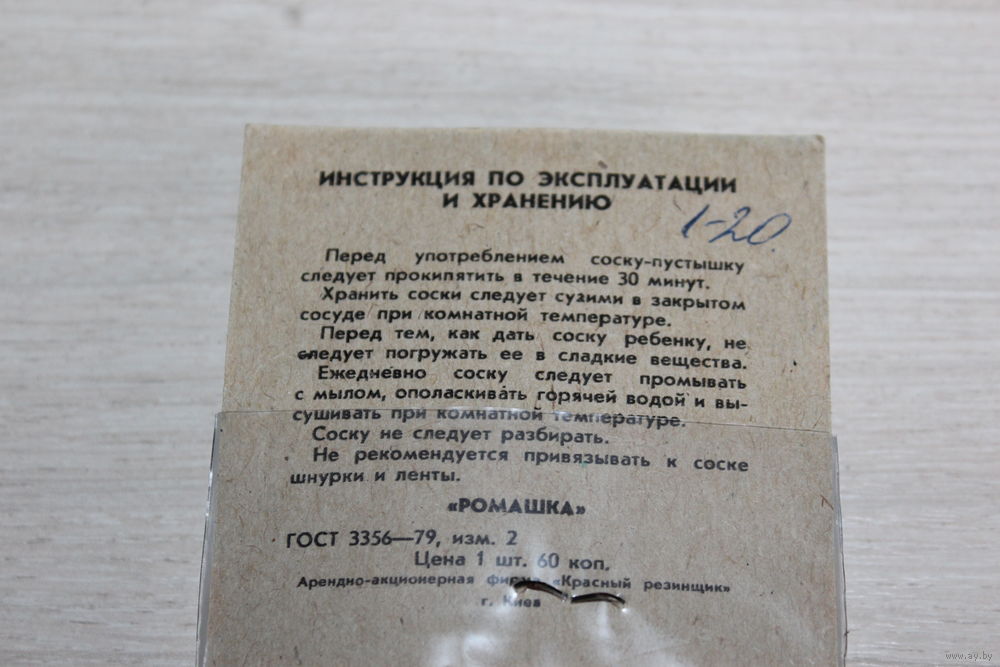 ИНСТРУКЦИЯ ПО ЭКСПЛУАТАЦИИ
И ХРАНЕНИЮ
1-20
Перед употреблением соску-пустышку
следует прокипятить в течение 30 минут.
Хранить соски следует сухими в закрытом
сосуде при комнатной температуре.
Перед тем, как дать соску ребенку, не
следует погружать ее в сладкие вещества.
Ежедневно соску следует промывать
с мылом, ополаскивать горячей водой и вы-
сушивать при комнатной температуре.
Соску не следует разбирать.
Не рекомендуется привязывать к соске
шнурки и ленты.
«РОМАШКА»
ГОСТ 3356—79, изм. 2
Цена 1 шт. 60 коп.
Арендно-акционерная фирма «Красный резинщик»
г. Киев
www.ay.by